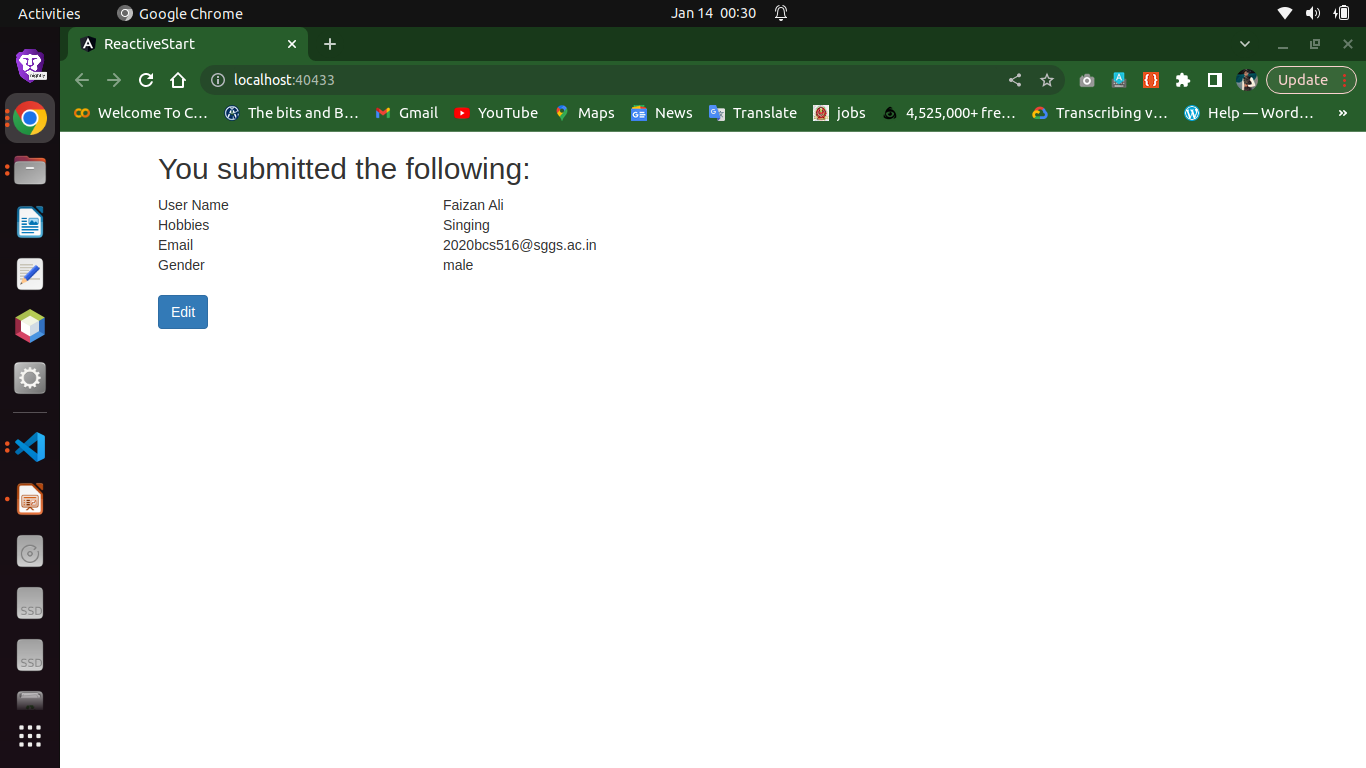 Activities Google Chrome Jan 14 00:30
ReactiveStart
localhost:40433 Update
Welcome To C… The bits and B… Gmail YouTube Maps News Translate jobs 4,525,000+ fre… Transcribing v… Help — Word… »
You submitted the following:
User Name Faizan Ali
Hobbies Singing
Email 2020bcs516@sggs.ac.in
Gender male
Edit
nightly
SSD
SSD